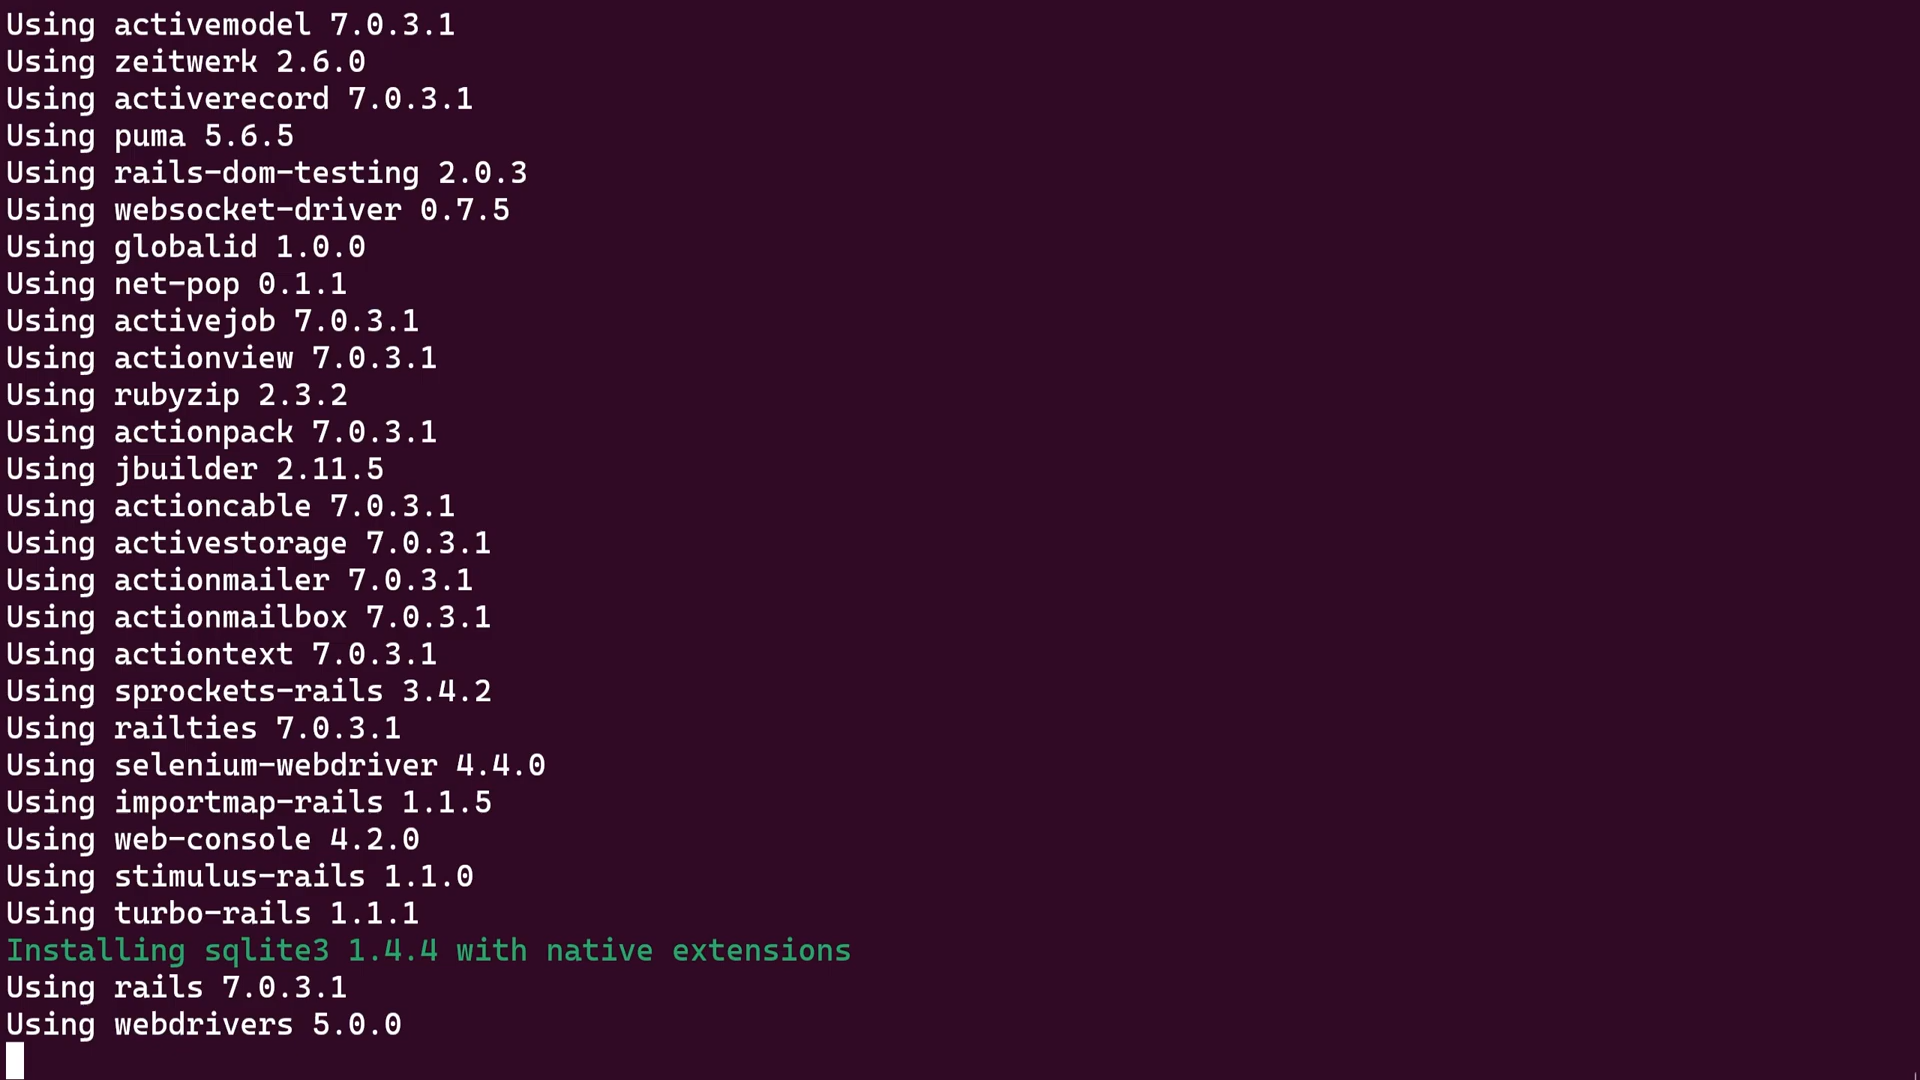 Using activemodel 7.0.3.1
Using zeitwerk 2.6.0
Using activerecord 7.0.3.1
Using puma 5.6.5
Using rails-dom-testing 2.0.3
Using websocket-driver 0.7.5
Using globalid 1.0.0
Using net-pop 0.1.1
Using activejob 7.0.3.1
Using actionview 7.0.3.1
Using rubyzip 2.3.2
Using actionpack 7.0.3.1
Using jbuilder 2.11.5
Using actioncable 7.0.3.1
Using activestorage 7.0.3.1
Using actionmailer 7.0.3.1
Using actionmailbox 7.0.3.1
Using actiontext 7.0.3.1
Using sprockets-rails 3.4.2
Using railties 7.0.3.1
Using selenium-webdriver 4.4.0
Using importmap-rails 1.1.5
Using web-console 4.2.0
Using stimulus-rails 1.1.0
Using turbo-rails 1.1.1
Installing sqlite3 1.4.4 with native extensions
Using rails 7.0.3.1
Using webdrivers 5.0.0